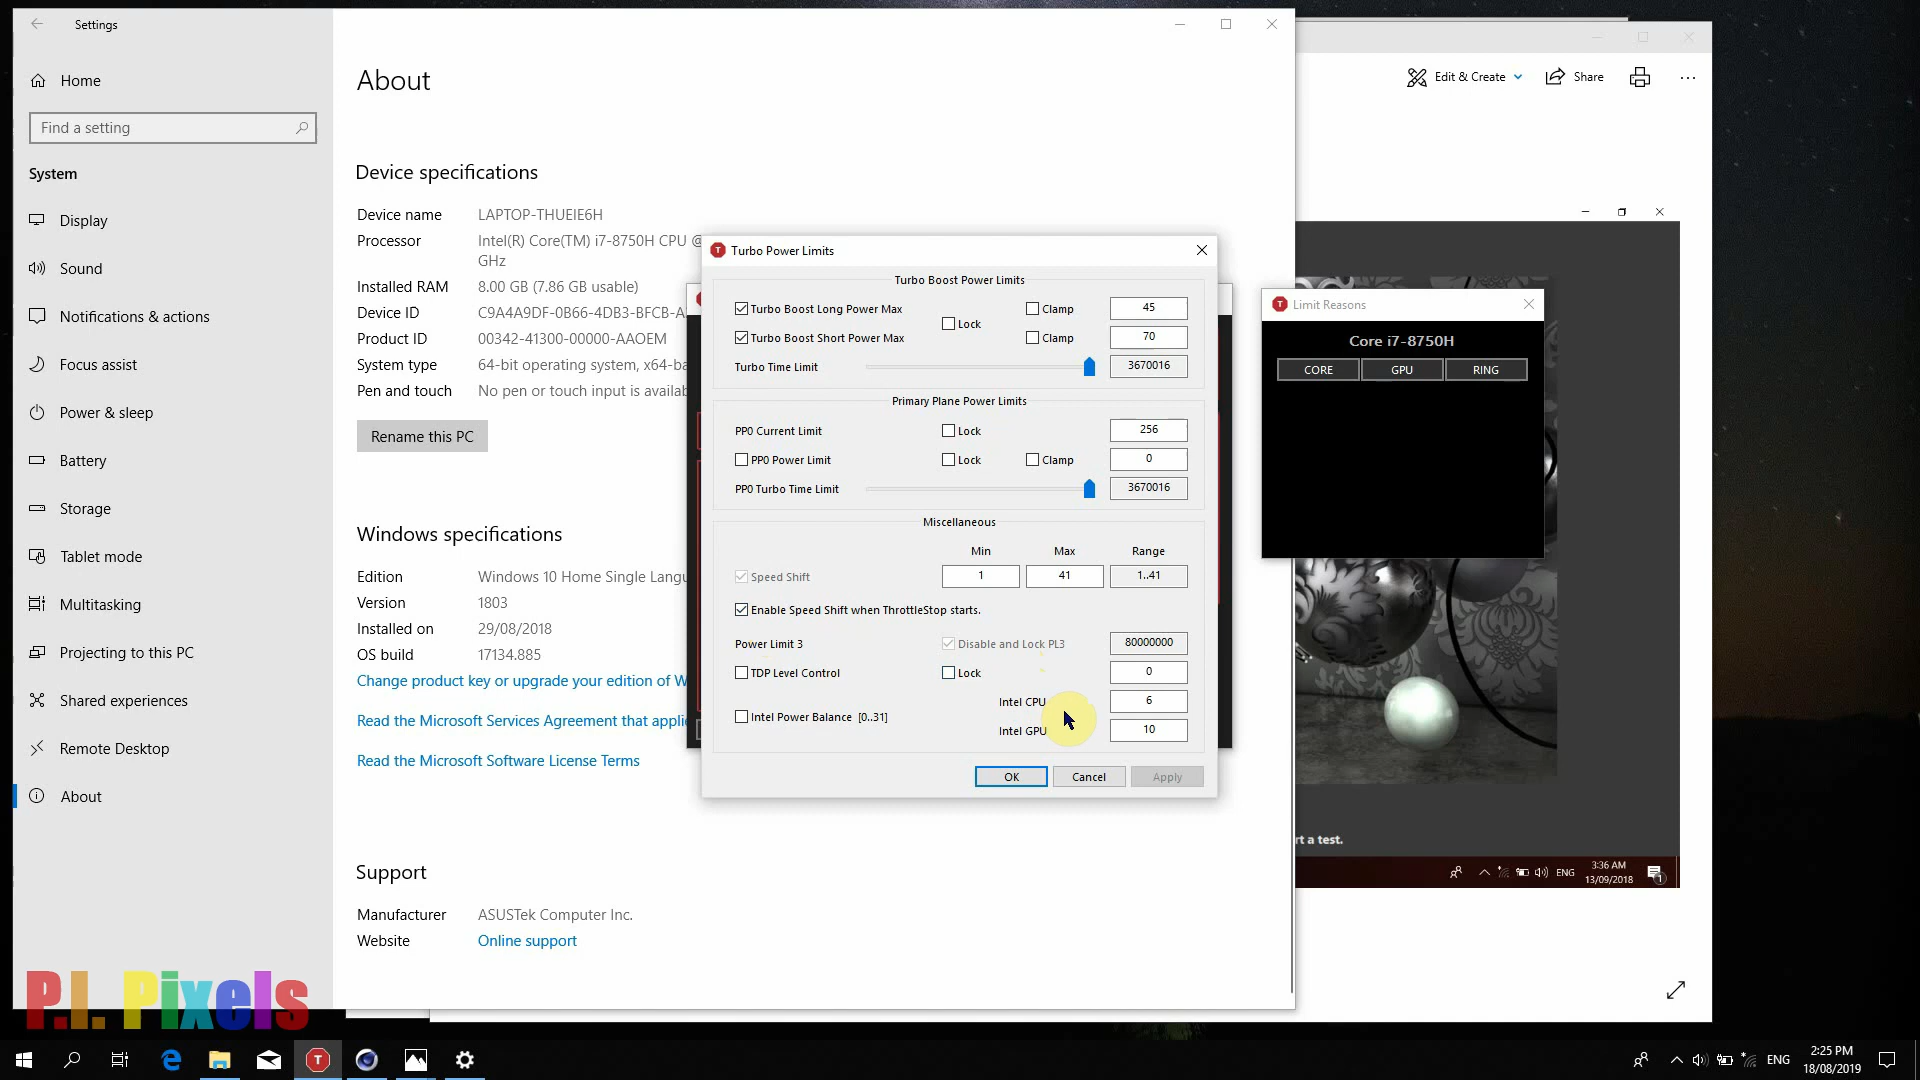 Settings
Home
Find a setting
System
Display
Sound
Notifications & actions
Focus assist
Power & sleep
Battery
Storage
Tablet mode
Multitasking
Projecting to this PC
Shared experiences
Remote Desktop
About
About
Device specifications
Device name LAPTOP-THUEIE6H
Processor Intel(R) Core(TM) i7-8750H CPU @
GHz
Installed RAM 8.00 GB (7.86 GB usable)
Device ID C9A4A9DF-0B66-4DB3-BFCB-A
Product ID 00342-41300-00000-AAOEM
System type 64-bit operating system, x64-ba
Pen and touch No pen or touch input is availab
Rename this PC
Windows specifications
Edition Windows 10 Home Single Langu
Version 1803
Installed on 29/08/2018
OS build 17134.885
Change product key or upgrade your edition of W
Read the Microsoft Services Agreement that applie
Read the Microsoft Software License Terms
Support
Manufacturer ASUSTek Computer Inc.
Website Online support
T Turbo Power Limits
Turbo Boost Power Limits
Turbo Boost Long Power Max Clamp 45
Lock
Turbo Boost Short Power Max Clamp 70
Turbo Time Limit 3670016
Primary Plane Power Limits
PP0 Current Limit Lock 256
PP0 Power Limit Lock Clamp 0
PP0 Turbo Time Limit 3670016
Miscellaneous
Min Max Range
Speed Shift 1 41 1..41
Enable Speed Shift when ThrottleStop starts.
Power Limit 3 Disable and Lock PL3 80000000
TDP Level Control Lock 0
Intel CPU 6
Intel Power Balance [0..31]
Intel GPU 10
OK Cancel Apply
Edit & Create Share
T Limit Reasons
Core i7-8750H
CORE GPU RING
rt a test.
ENG 3:36 AM
13/09/2018 1
P.I. Pixels
T
ENG 2:25 PM
18/08/2019